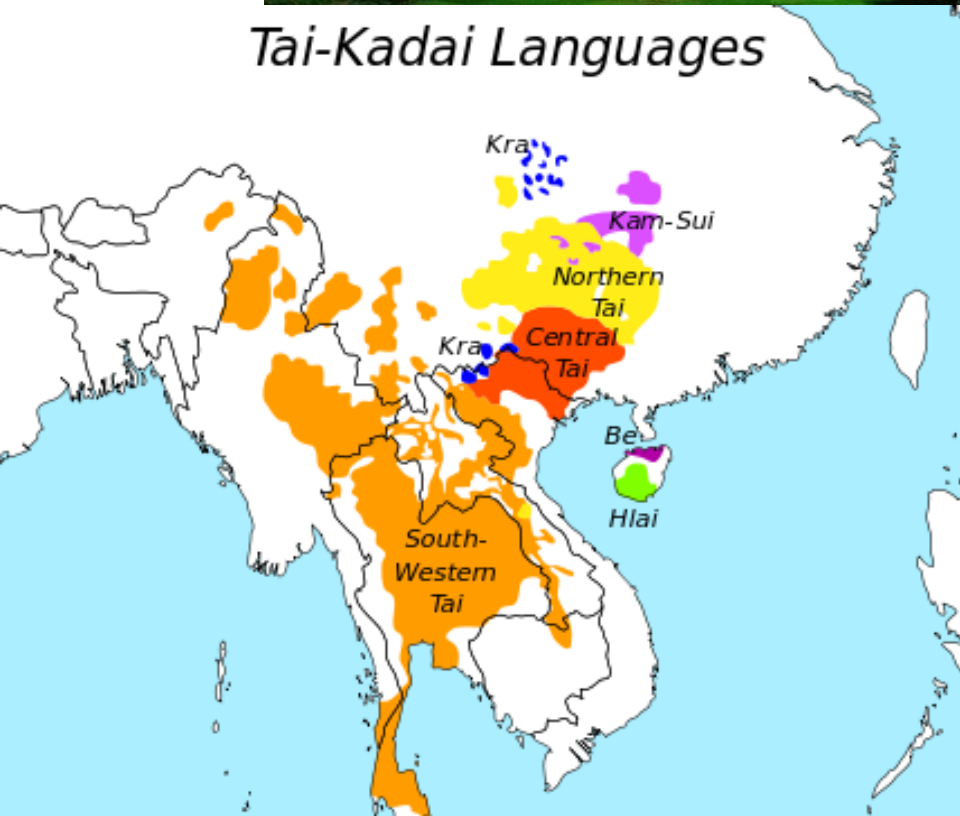 Tai-Kadai Languages
Kra
Kam-Sui
Northern
Tai
Central
Tai
Kra
Be
Hlai
South-
Western
Tai